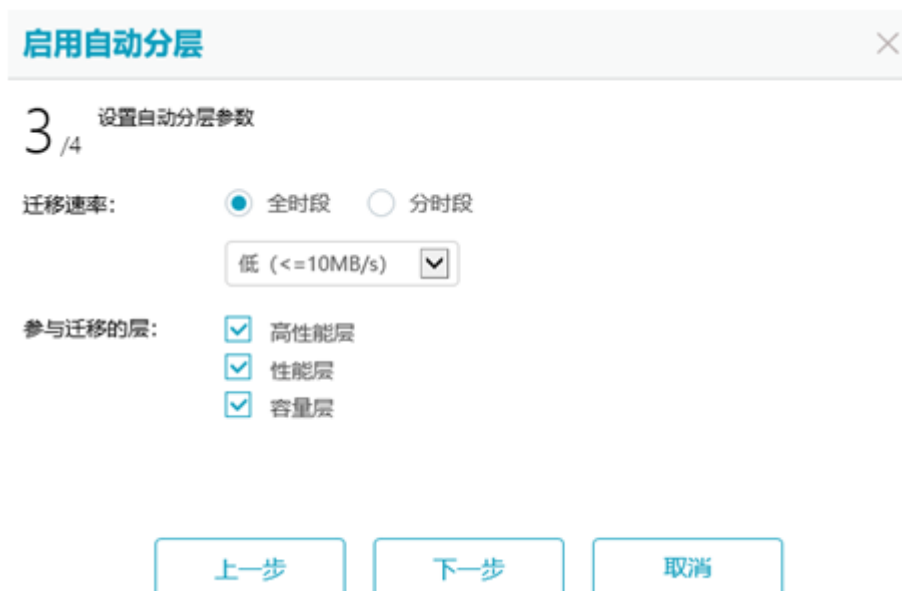 启用自动分层
3 /4 设置自动分层参数
迁移速率: 全时段 分时段
低 (<=10MB/s)
参与迁移的层: 高性能层
性能层
容量层
上一步 下一步 取消